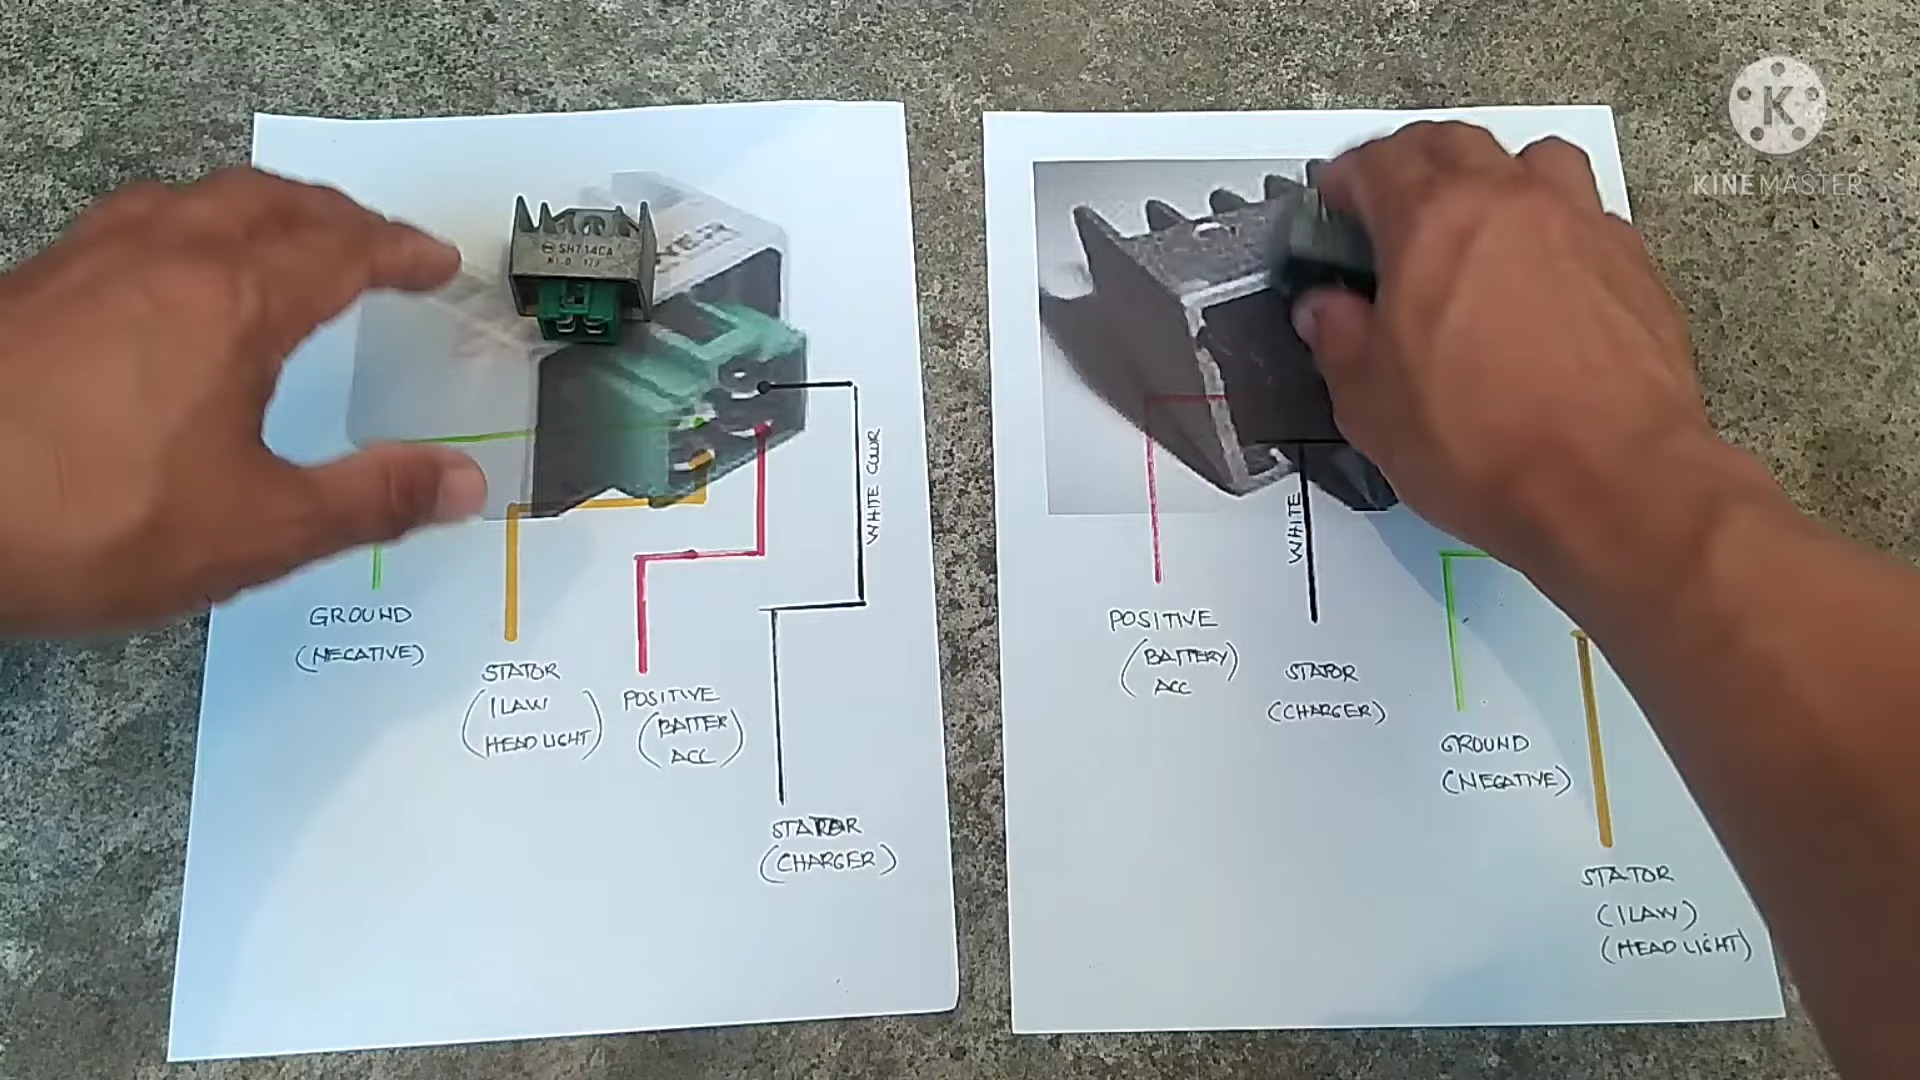 KINEMASTER
SH714CA
WHITE COLOR
GROUND
(NEGATIVE)
STATOR
(ILAW
HEAD LIGHT)
POSITIVE
(BATTER
ACC)
STATOR
(CHARGER)
WHITE
POSITIVE
(BATTERY)
ACC
STATOR
(CHARGER)
GROUND
(NEGATIVE)
STATOR
(ILAW)
(HEAD LIGHT)